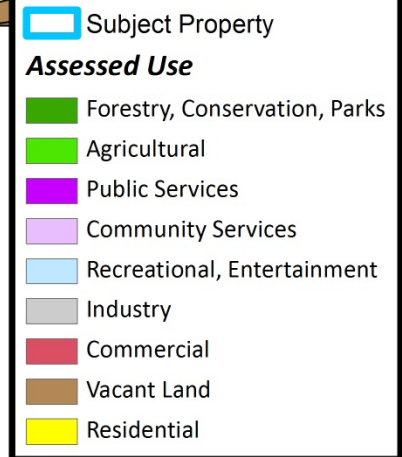 Subject Property
Assessed Use
Forestry, Conservation, Parks
Agricultural
Public Services
Community Services
Recreational, Entertainment
Industry
Commercial
Vacant Land
Residential